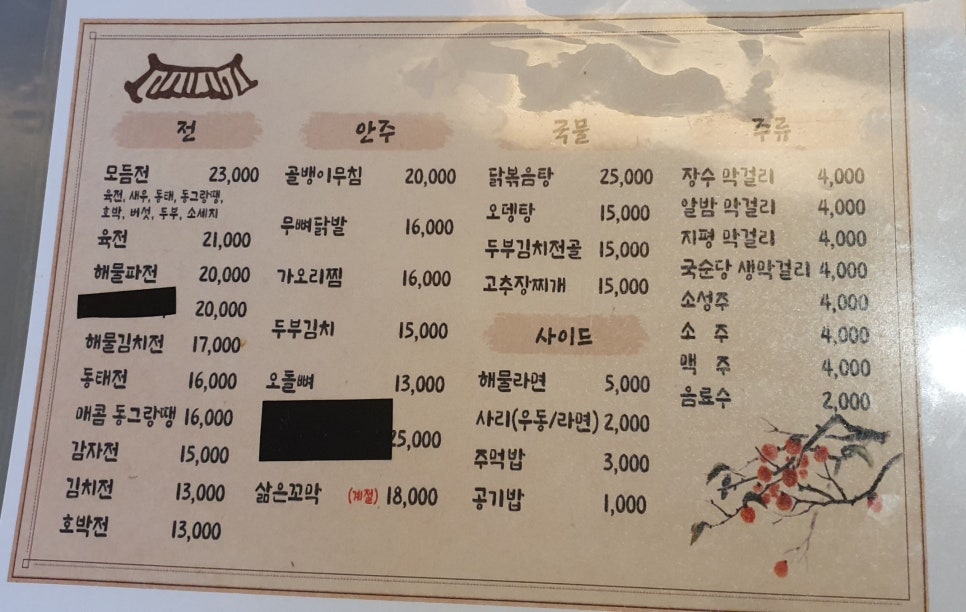 전
모듬전 23,000
육전, 새우, 동태, 동그랑땡,
호박, 버섯, 두부, 소세지
육전 21,000
해물파전 20,000
20,000
해물김치전 17,000
동태전 16,000
매콤 동그랑땡 16,000
감자전 15,000
김치전 13,000
호박전 13,000
안주
골뱅이무침 20,000
무뼈닭발 16,000
가오리찜 16,000
두부김치 15,000
오돌뼈 13,000
25,000
삶은꼬막 (계절) 18,000
국물
닭볶음탕 25,000
오뎅탕 15,000
두부김치전골 15,000
고추장찌개 15,000
사이드
해물라면 5,000
사리(우동/라면) 2,000
주먹밥 3,000
공기밥 1,000
주류
장수 막걸리 4,000
알밤 막걸리 4,000
지평 막걸리 4,000
국순당 생막걸리 4,000
소성주 4,000
소 주 4,000
맥 주 4,000
음료수 2,000